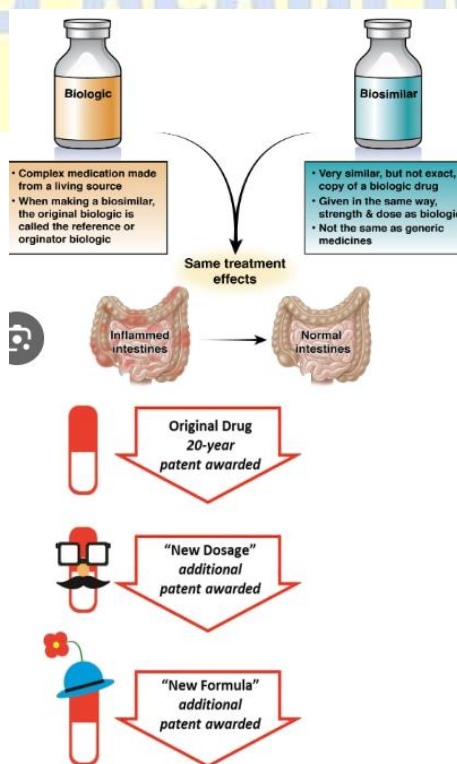 Biologic
Biosimilar
• Complex medication made
from a living source
• When making a biosimilar,
the original biologic is
called the reference or
orginator biologic
• Very similar, but not exact,
copy of a biologic drug
• Given in the same way,
strength & dose as biologic
• Not the same as generic
medicines
Same treatment
effects
Inflammed
intestines
Normal
intestines
Original Drug
20-year
patent awarded
“New Dosage”
additional
patent awarded
“New Formula”
additional
patent awarded